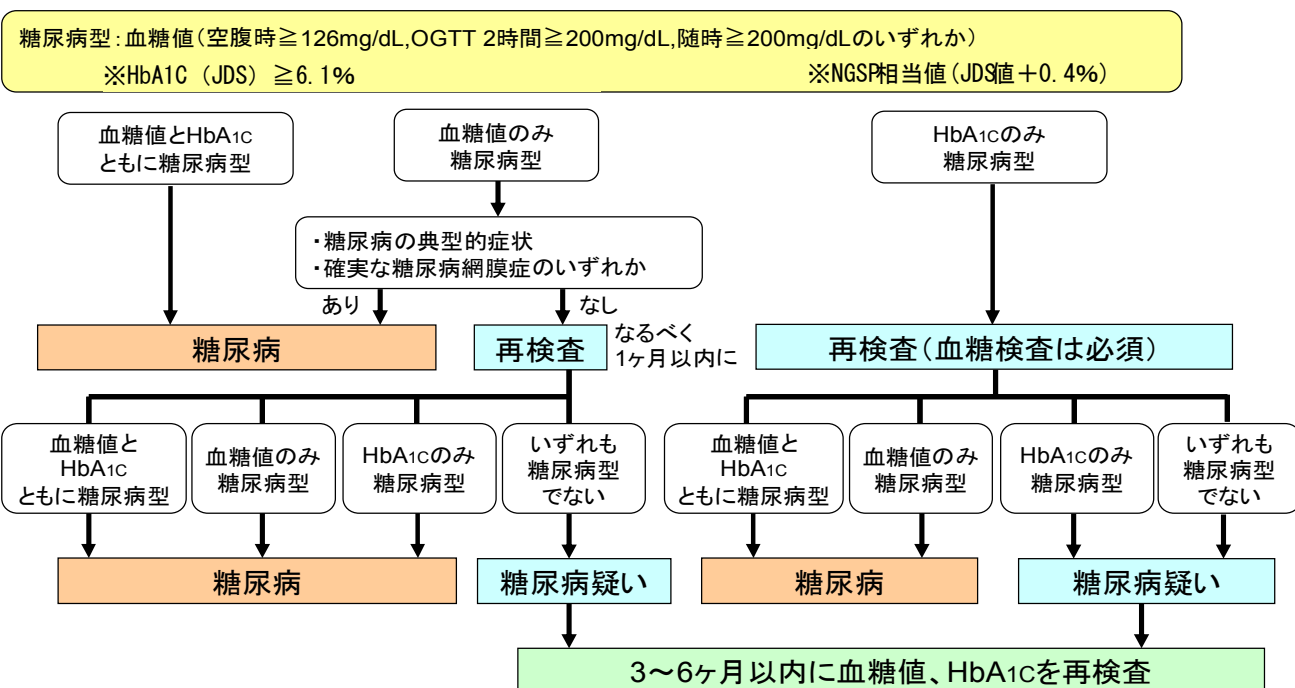 糖尿病型:血糖値(空腹時≧126mg/dL,OGTT 2時間≧200mg/dL,随時≧200mg/dLのいずれか)
※HbA1C (JDS) ≧6.1% ※NGSP相当値(JDS値+0.4%)
血糖値とHbA1C
ともに糖尿病型
血糖値のみ
糖尿病型
HbA1Cのみ
糖尿病型
・糖尿病の典型的症状
・確実な糖尿病網膜症のいずれか
あり
なし
糖尿病
再検査
なるべく
1ヶ月以内に
再検査(血糖検査は必須)
血糖値と
HbA1C
ともに糖尿病型
血糖値のみ
糖尿病型
HbA1Cのみ
糖尿病型
いずれも
糖尿病型
でない
血糖値と
HbA1C
ともに糖尿病型
血糖値のみ
糖尿病型
HbA1Cのみ
糖尿病型
いずれも
糖尿病型
でない
糖尿病
糖尿病疑い
糖尿病
糖尿病疑い
3~6ヶ月以内に血糖値、HbA1Cを再検査